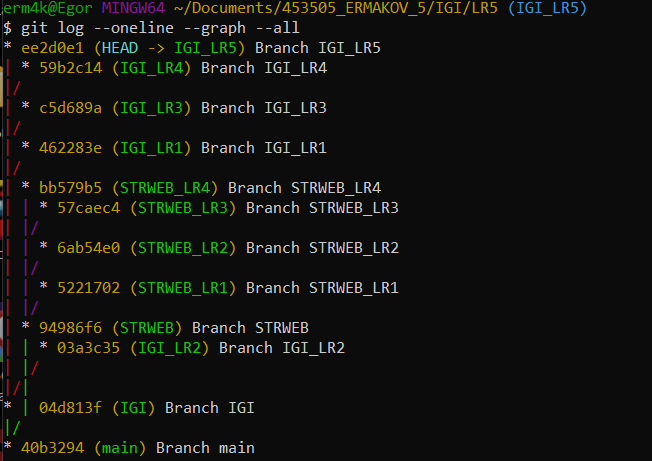 erm4k@Egor MINGW64 ~/Documents/453505_ERMAKOV_5/IGI/LR5 (IGI_LR5)
$ git log --oneline --graph --all
* ee2d0e1 (HEAD -> IGI_LR5) Branch IGI_LR5
| * 59b2c14 (IGI_LR4) Branch IGI_LR4
|/
| * c5d689a (IGI_LR3) Branch IGI_LR3
|/
| * 462283e (IGI_LR1) Branch IGI_LR1
|/
| * bb579b5 (STRWEB_LR4) Branch STRWEB_LR4
| | * 57caec4 (STRWEB_LR3) Branch STRWEB_LR3
| |/
| | * 6ab54e0 (STRWEB_LR2) Branch STRWEB_LR2
| |/
| | * 5221702 (STRWEB_LR1) Branch STRWEB_LR1
| |/
| * 94986f6 (STRWEB) Branch STRWEB
| | * 03a3c35 (IGI_LR2) Branch IGI_LR2
| |/
|/|
* | 04d813f (IGI) Branch IGI
|/
* 40b3294 (main) Branch main